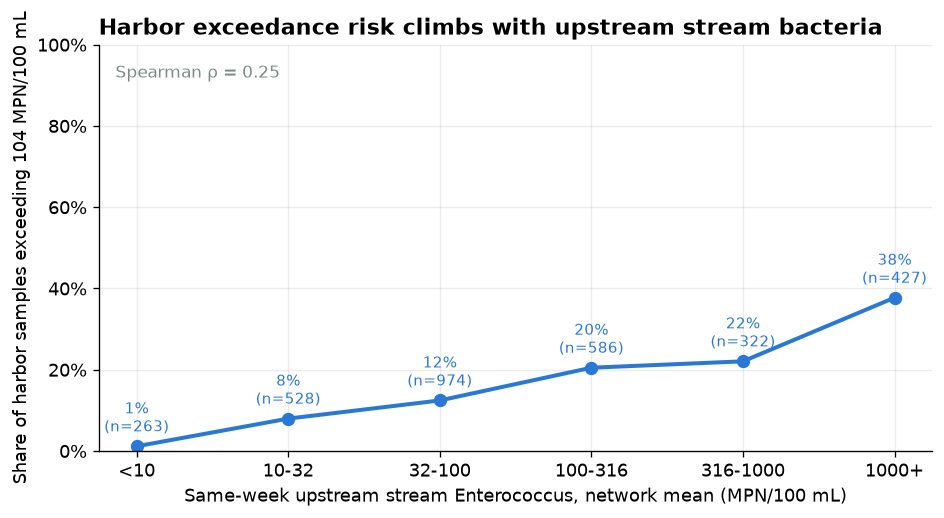 Harbor exceedance risk climbs with upstream stream bacteria
Share of harbor samples exceeding 104 MPN/100 mL
100%
80%
60%
40%
20%
0%
Spearman ρ = 0.25
1%
(n=263)
8%
(n=528)
12%
(n=974)
20%
(n=586)
22%
(n=322)
38%
(n=427)
<10
10-32
32-100
100-316
316-1000
1000+
Same-week upstream stream Enterococcus, network mean (MPN/100 mL)